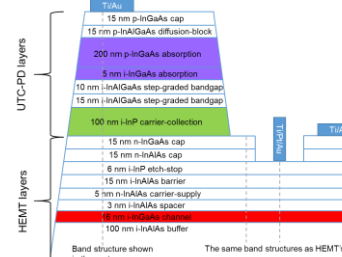 Ti/Au
15 nm p-InGaAs cap
15 nm p-InAlGaAs diffusion-block
200 nm p-InGaAs absorption
5 nm i-InGaAs absorption
10 nm i-InAlGaAs step-graded bandgap
15 nm i-InAlGaAs step-graded bandgap
100 nm i-InP carrier-collection
UTC-PD layers
15 nm n-InGaAs cap
15 nm n-InAlAs cap
6 nm i-InP etch-stop
15 nm i-InAlAs barrier
5 nm n-InAlAs carrier-supply
3 nm i-InAlAs spacer
i-InGaAs channel
100 nm i-InAlAs buffer
HEMT layers
Ti/Pt/Au
Ti/A
Band structure shown
The same band structures as HEMT's